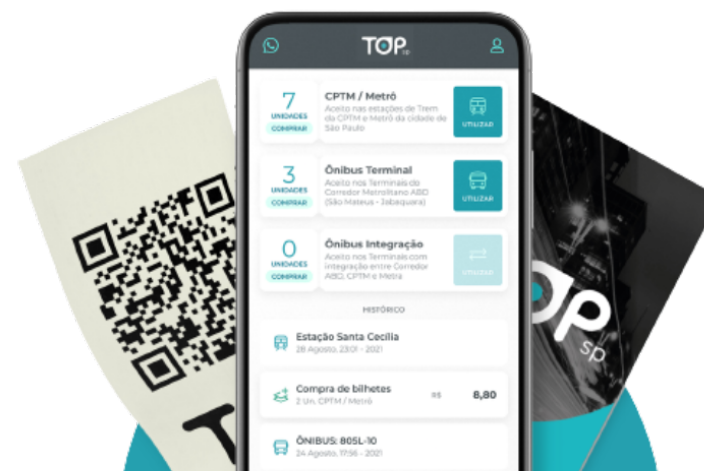 TOP
sp
7
UNIDADES
COMPRAR
CPTM / Metrô
Aceito nas estações de Trem
da CPTM e Metrô da cidade de
São Paulo
UTILIZAR
3
UNIDADES
COMPRAR
Ônibus Terminal
Aceito nos Terminais do
Corredor Metrolitano ABD
(São Mateus - Jabaquara)
UTILIZAR
0
UNIDADES
COMPRAR
Ônibus Integração
Aceito nos Terminais com
integração entre Corredor
ABD, CPTM e Metra
UTILIZAR
HISTÓRICO
Estação Santa Cecília
28 Agosto, 23:01 - 2021
Compra de bilhetes
2 Un. CPTM / Metrô
R$ 8,80
ÔNIBUS: 805L-10
24 Agosto, 17:56 - 2021
T
TOP
sp